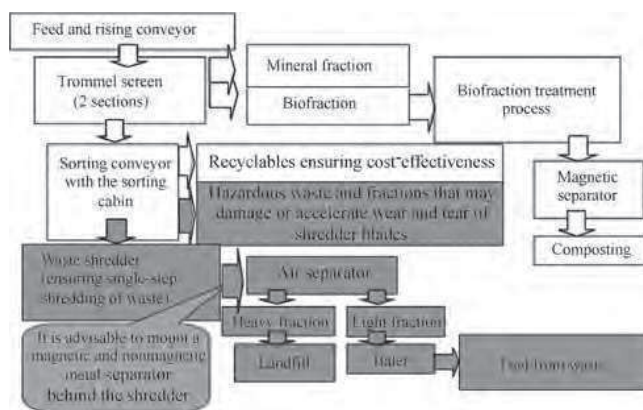 Feed and rising conveyor
Trommel screen
(2 sections)
Mineral fraction
Biofraction
Biofraction treatment
process
Sorting conveyor
with the sorting
cabin
Recyclables ensuring cost-effectiveness
Hazardous waste and fractions that may
damage or accelerate wear and tear of
shredder blades
Magnetic
separator
Composting
Waste shredder
(ensuring single-step
shredding of waste)
Air separator
Heavy fraction
Light fraction
It is advisable to mount a
magnetic and nonmagnetic
metal separator
behind the shredder
Landfill
Baler
Fuel from waste